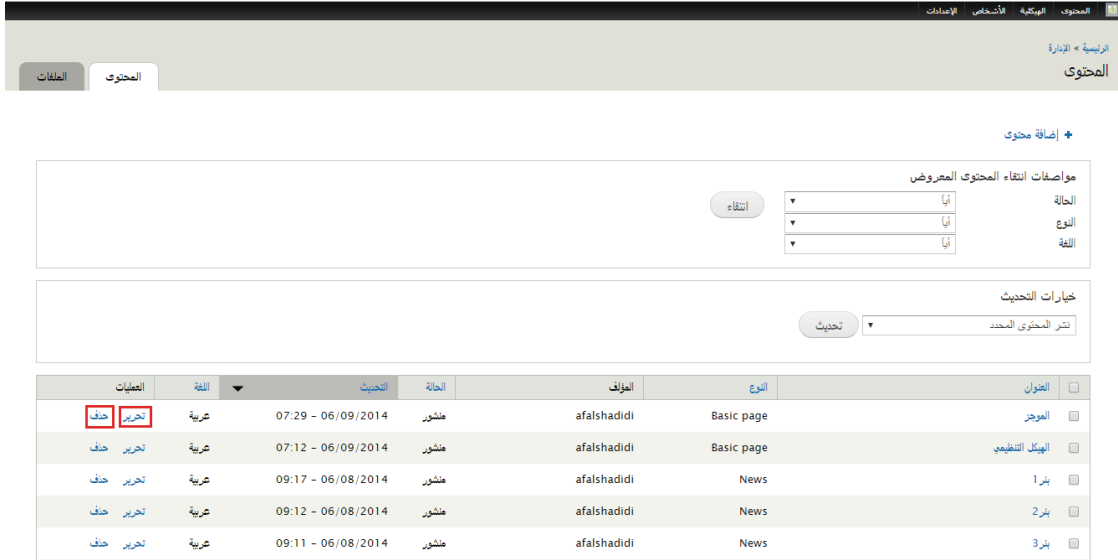 المحتوى الهيكلية الأشخاص الإعدادات
الرئيسية » الإدارة
المحتوى
المحتوى
الملفات
إضافة محتوى
مواصفات انتقاء المحتوى المعروض
الحالة أياً
النوع أياً
اللغة أياً
انتقاء
خيارات التحديث
نشر المحتوى المحدد تحديث
العنوان النوع المؤلف الحالة التحديث اللغة العمليات
الموجز Basic page afalshadidi منشور 06/09/2014 - 07:29 عربية تحرير حذف
الهيكل التنظيمي Basic page afalshadidi منشور 06/09/2014 - 07:12 عربية تحرير حذف
بنر1 News afalshadidi منشور 06/08/2014 - 09:17 عربية تحرير حذف
بنر2 News afalshadidi منشور 06/08/2014 - 09:12 عربية تحرير حذف
بنر3 News afalshadidi منشور 06/08/2014 - 09:11 عربية تحرير حذف